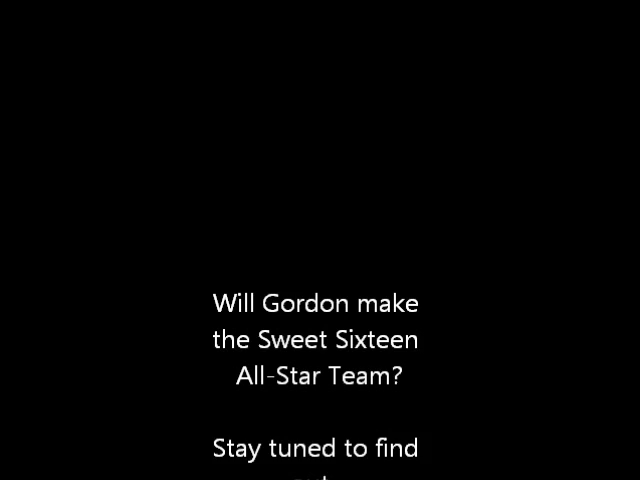 Will Gordon make
the Sweet Sixteen
All-Star Team?
Stay tuned to find